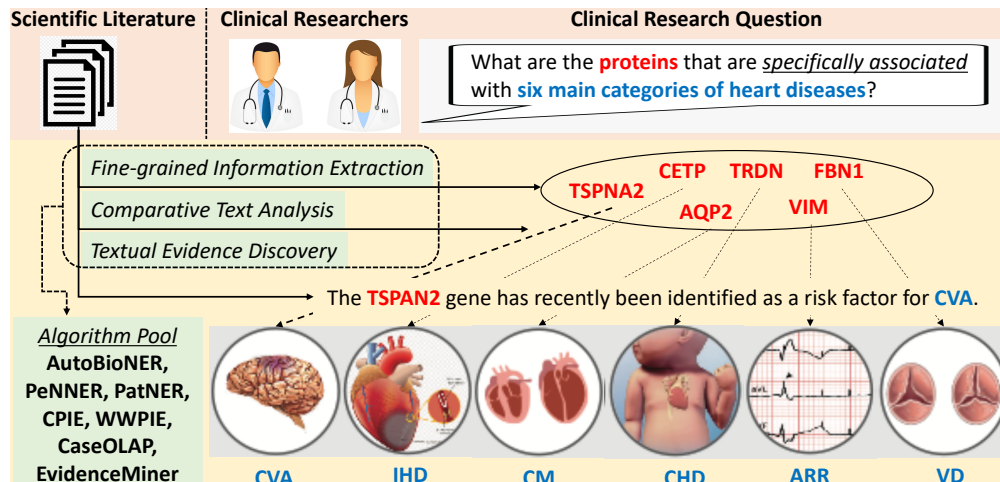 Scientific Literature
Clinical Researchers
Clinical Research Question
What are the proteins that are specifically associated
with six main categories of heart diseases?
Fine-grained Information Extraction
Comparative Text Analysis
Textual Evidence Discovery
CETP TRDN FBN1
TSPNA2
AQP2 VIM
The TSPAN2 gene has recently been identified as a risk factor for CVA.
Algorithm Pool
AutoBioNER,
PeNNER, PatNER,
CPIE, WWPIE,
CaseOLAP,
EvidenceMiner
CVA IHD CM CHD ARR VD